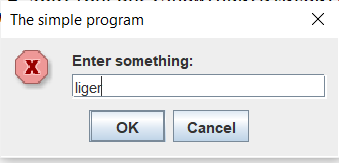 The simple program
Enter something:
liger
OK
Cancel